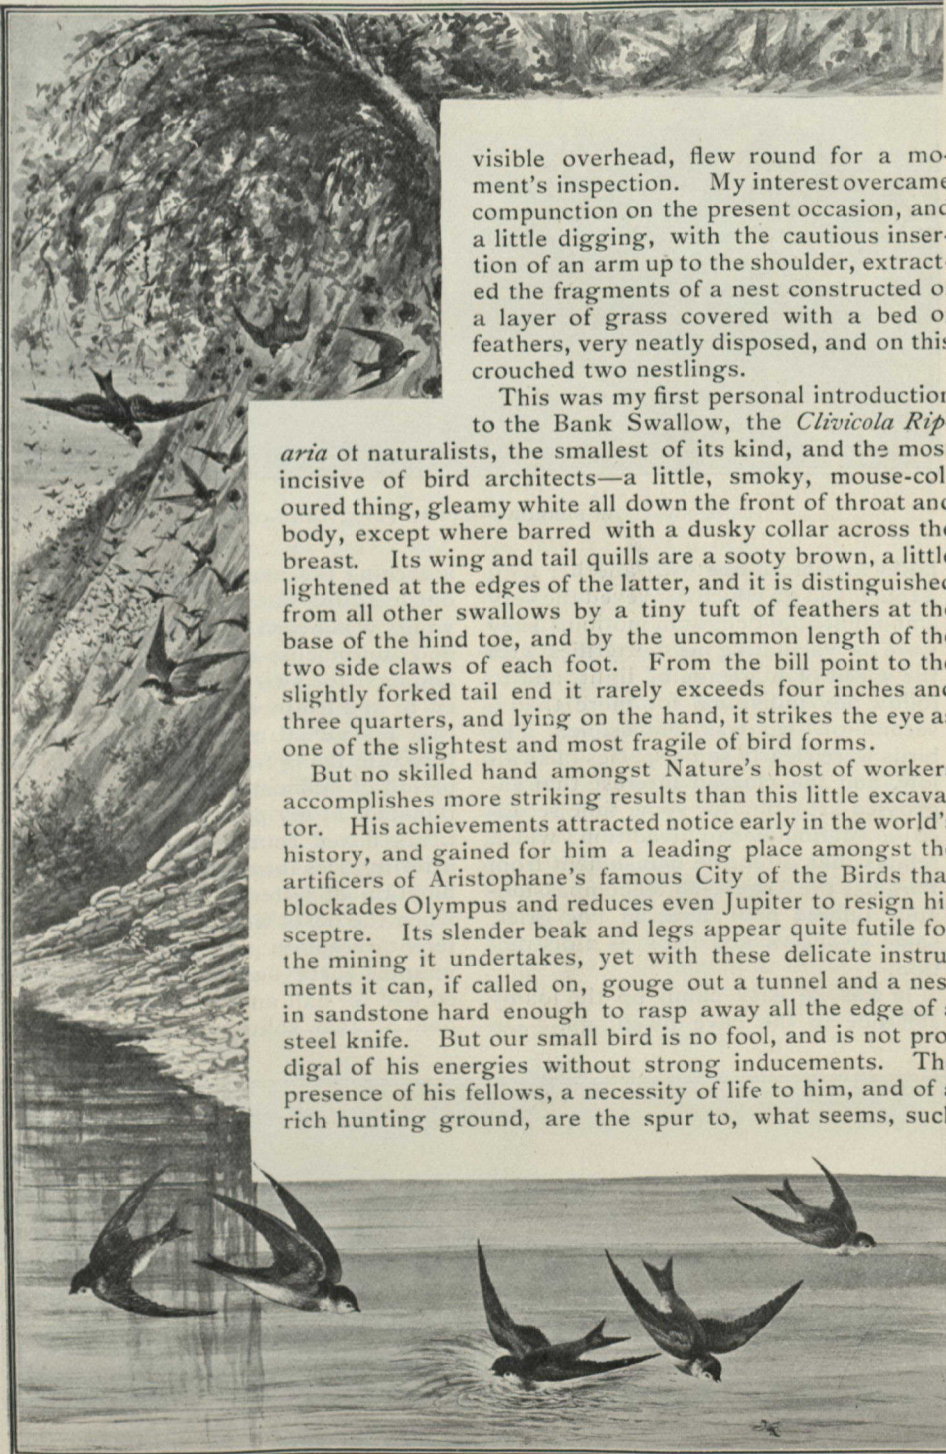 visible overhead, flew round for a mo-
ment's inspection. My interest overcame
compunction on the present occasion, and
a little digging, with the cautious inser-
tion of an arm up to the shoulder, extract-
ed the fragments of a nest constructed o
a layer of grass covered with a bed o
feathers, very neatly disposed, and on this
crouched two nestlings.
This was my first personal introduction
to the Bank Swallow, the Clivicola Rip-
aria of naturalists, the smallest of its kind, and the mos
incisive of bird architects—a little, smoky, mouse-col
oured thing, gleamy white all down the front of throat and
body, except where barred with a dusky collar across the
breast. Its wing and tail quills are a sooty brown, a little
lightened at the edges of the latter, and it is distinguished
from all other swallows by a tiny tuft of feathers at the
base of the hind toe, and by the uncommon length of the
two side claws of each foot. From the bill point to the
slightly forked tail end it rarely exceeds four inches and
three quarters, and lying on the hand, it strikes the eye a
one of the slightest and most fragile of bird forms.
But no skilled hand amongst Nature's host of worker
accomplishes more striking results than this little excava
tor. His achievements attracted notice early in the world'
history, and gained for him a leading place amongst th
artificers of Aristophane's famous City of the Birds tha
blockades Olympus and reduces even Jupiter to resign hi
sceptre. Its slender beak and legs appear quite futile fo
the mining it undertakes, yet with these delicate instru
ments it can, if called on, gouge out a tunnel and a nes
in sandstone hard enough to rasp away all the edge of
steel knife. But our small bird is no fool, and is not pro
digal of his energies without strong inducements. Th
presence of his fellows, a necessity of life to him, and of
rich hunting ground, are the spur to, what seems, such